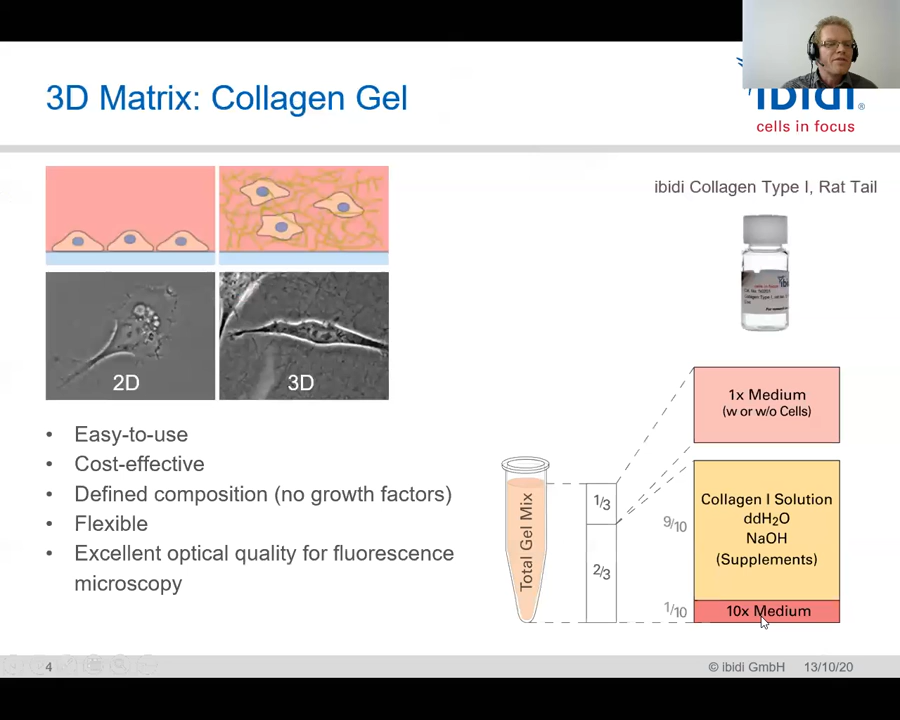 3D Matrix: Collagen Gel
ibidi
cells in focus
ibidi Collagen Type I, Rat Tail
2D
3D
• Easy-to-use
• Cost-effective
• Defined composition (no growth factors)
• Flexible
• Excellent optical quality for fluorescence
microscopy
Total Gel Mix
1/3
2/3
9/10
1/10
1x Medium
(w or w/o Cells)
Collagen I Solution
ddH₂O
NaOH
(Supplements)
10x Medium
4
© ibidi GmbH 13/10/20